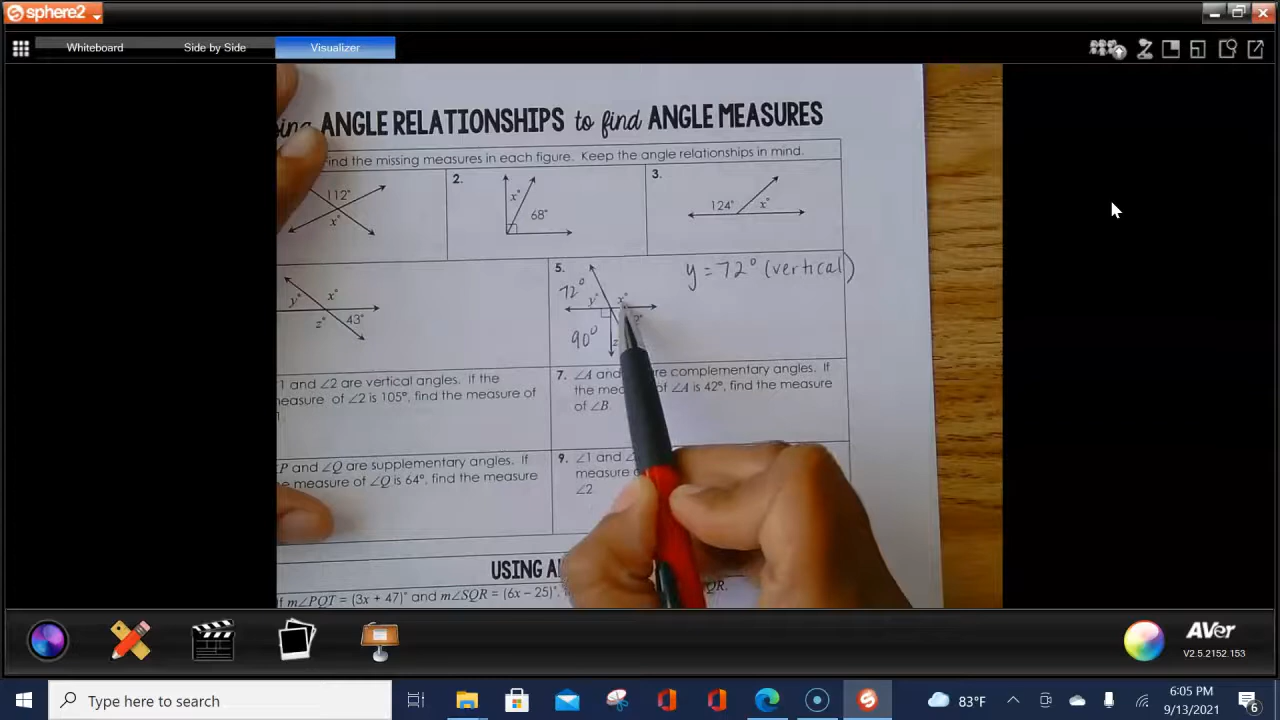 sphere2
Whiteboard Side by Side Visualizer
ANGLE RELATIONSHIPS to find ANGLE MEASURES
find the missing measures in each figure. Keep the angle relationships in mind.
112°
x°
2.
x°
68°
3.
124° x°
y° x°
z° 43°
5.
72°
y° x°
90°
z
y = 72° (vertical)
1 and ∠2 are vertical angles. If the
measure of ∠2 is 105°, find the measure of
7. ∠A and are complementary angles. If
the of ∠A is 42°, find the measure
of ∠B.
∠P and ∠Q are supplementary angles. If
measure of ∠Q is 64°, find the measure
9. ∠1 and
measure
∠2.
USING
If m∠PQT = (3x + 47)° and m∠SQR = (6x – 25)°,
QR.
AVer
V2.5.2152.153
Type here to search
83°F
6:05 PM
9/13/2021
6